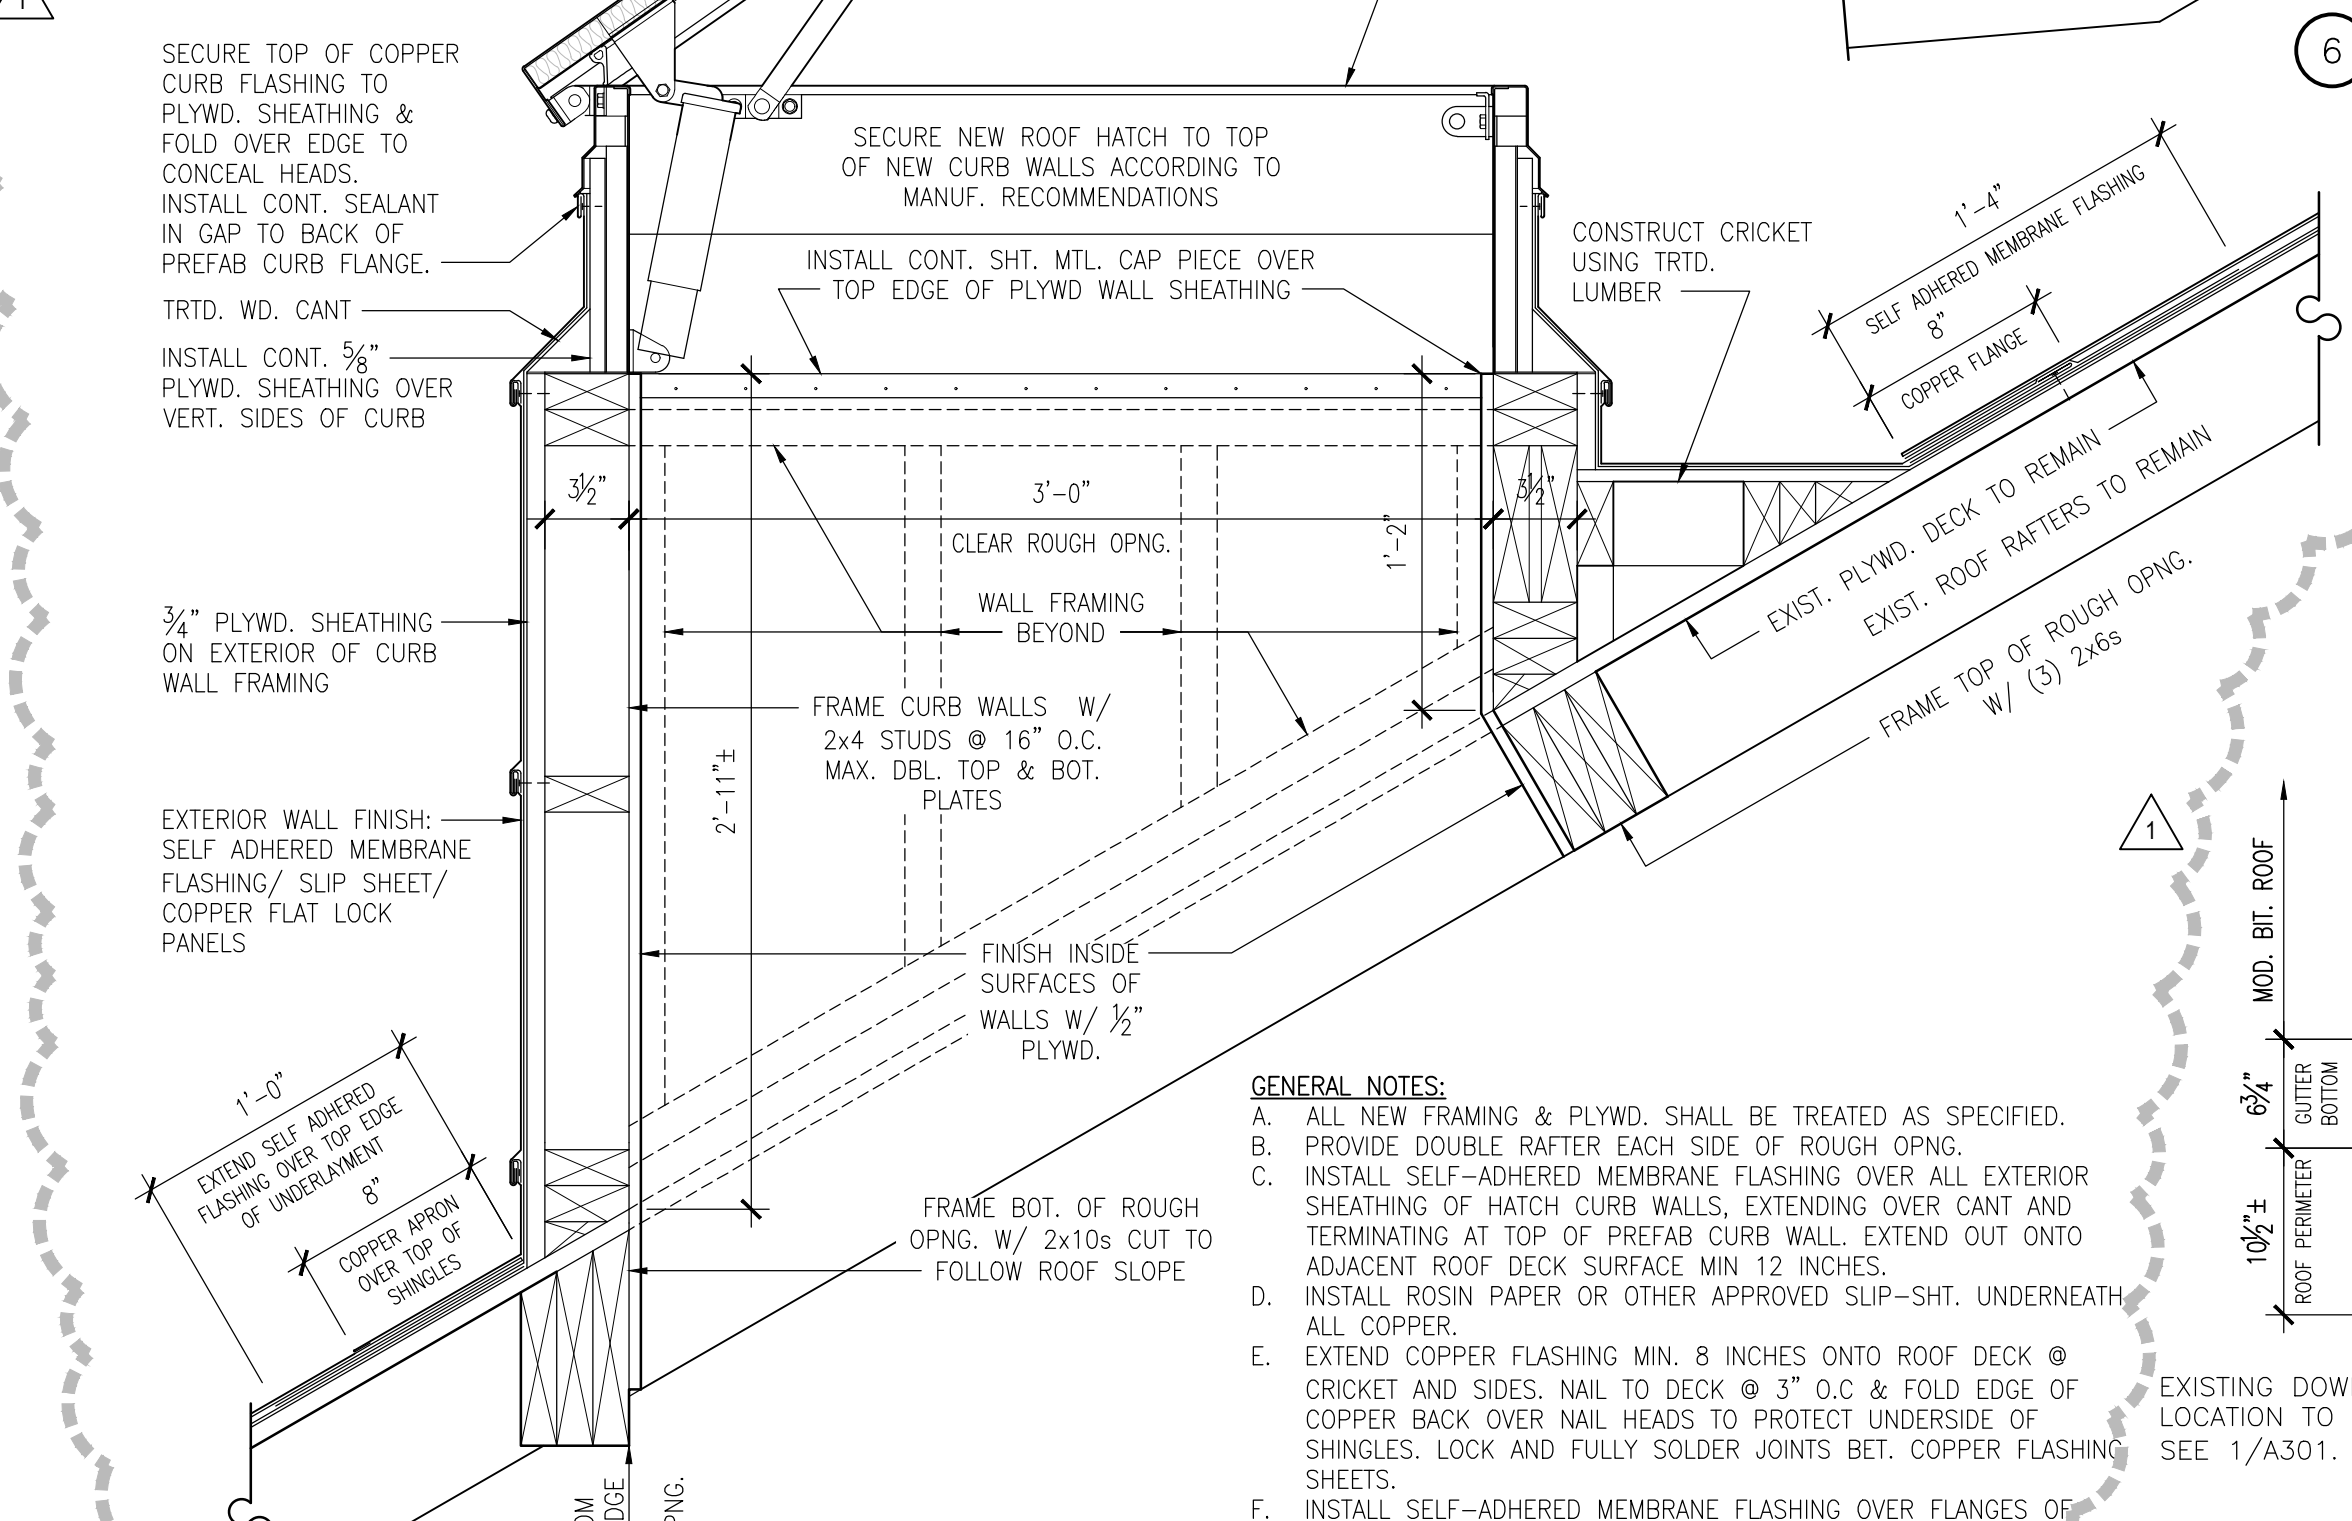 1
SECURE TOP OF COPPER
CURB FLASHING TO
PLYWD. SHEATHING &
FOLD OVER EDGE TO
CONCEAL HEADS.
INSTALL CONT. SEALANT
IN GAP TO BACK OF
PREFAB CURB FLANGE.
TRTD. WD. CANT
INSTALL CONT. 5/8"
PLYWD. SHEATHING OVER
VERT. SIDES OF CURB
3/4" PLYWD. SHEATHING
ON EXTERIOR OF CURB
WALL FRAMING
EXTERIOR WALL FINISH:
SELF ADHERED MEMBRANE
FLASHING/ SLIP SHEET/
COPPER FLAT LOCK
PANELS
1'-0"
EXTEND SELF ADHERED
FLASHING OVER TOP EDGE
OF UNDERLAYMENT
8"
COPPER APRON
OVER TOP OF
SHINGLES
SECURE NEW ROOF HATCH TO TOP
OF NEW CURB WALLS ACCORDING TO
MANUF. RECOMMENDATIONS
INSTALL CONT. SHT. MTL. CAP PIECE OVER
TOP EDGE OF PLYWD WALL SHEATHING
3½"
3'-0"
3½"
CLEAR ROUGH OPNG.
1'-2"
WALL FRAMING
BEYOND
FRAME CURB WALLS W/
2x4 STUDS @ 16" O.C.
MAX. DBL. TOP & BOT.
PLATES
2'-11"±
FINISH INSIDE
SURFACES OF
WALLS W/ ½"
PLYWD.
FRAME BOT. OF ROUGH
OPNG. W/ 2x10s CUT TO
FOLLOW ROOF SLOPE
CONSTRUCT CRICKET
USING TRTD.
LUMBER
1'-4"
SELF ADHERED MEMBRANE FLASHING
8"
COPPER FLANGE
EXIST. PLYWD. DECK TO REMAIN
EXIST. ROOF RAFTERS TO REMAIN
FRAME TOP OF ROUGH OPNG.
W/ (3) 2x6s
6
1
GENERAL NOTES:
A. ALL NEW FRAMING & PLYWD. SHALL BE TREATED AS SPECIFIED.
B. PROVIDE DOUBLE RAFTER EACH SIDE OF ROUGH OPNG.
C. INSTALL SELF-ADHERED MEMBRANE FLASHING OVER ALL EXTERIOR
SHEATHING OF HATCH CURB WALLS, EXTENDING OVER CANT AND
TERMINATING AT TOP OF PREFAB CURB WALL. EXTEND OUT ONTO
ADJACENT ROOF DECK SURFACE MIN 12 INCHES.
D. INSTALL ROSIN PAPER OR OTHER APPROVED SLIP-SHT. UNDERNEATH
ALL COPPER.
E. EXTEND COPPER FLASHING MIN. 8 INCHES ONTO ROOF DECK @
CRICKET AND SIDES. NAIL TO DECK @ 3" O.C & FOLD EDGE OF
COPPER BACK OVER NAIL HEADS TO PROTECT UNDERSIDE OF
SHINGLES. LOCK AND FULLY SOLDER JOINTS BET. COPPER FLASHING
SHEETS.
F. INSTALL SELF-ADHERED MEMBRANE FLASHING OVER FLANGES OF
MOD. BIT. ROOF
6¾"
GUTTER
BOTTOM
10½"±
ROOF PERIMETER
EXISTING DOW
LOCATION TO
SEE 1/A301.